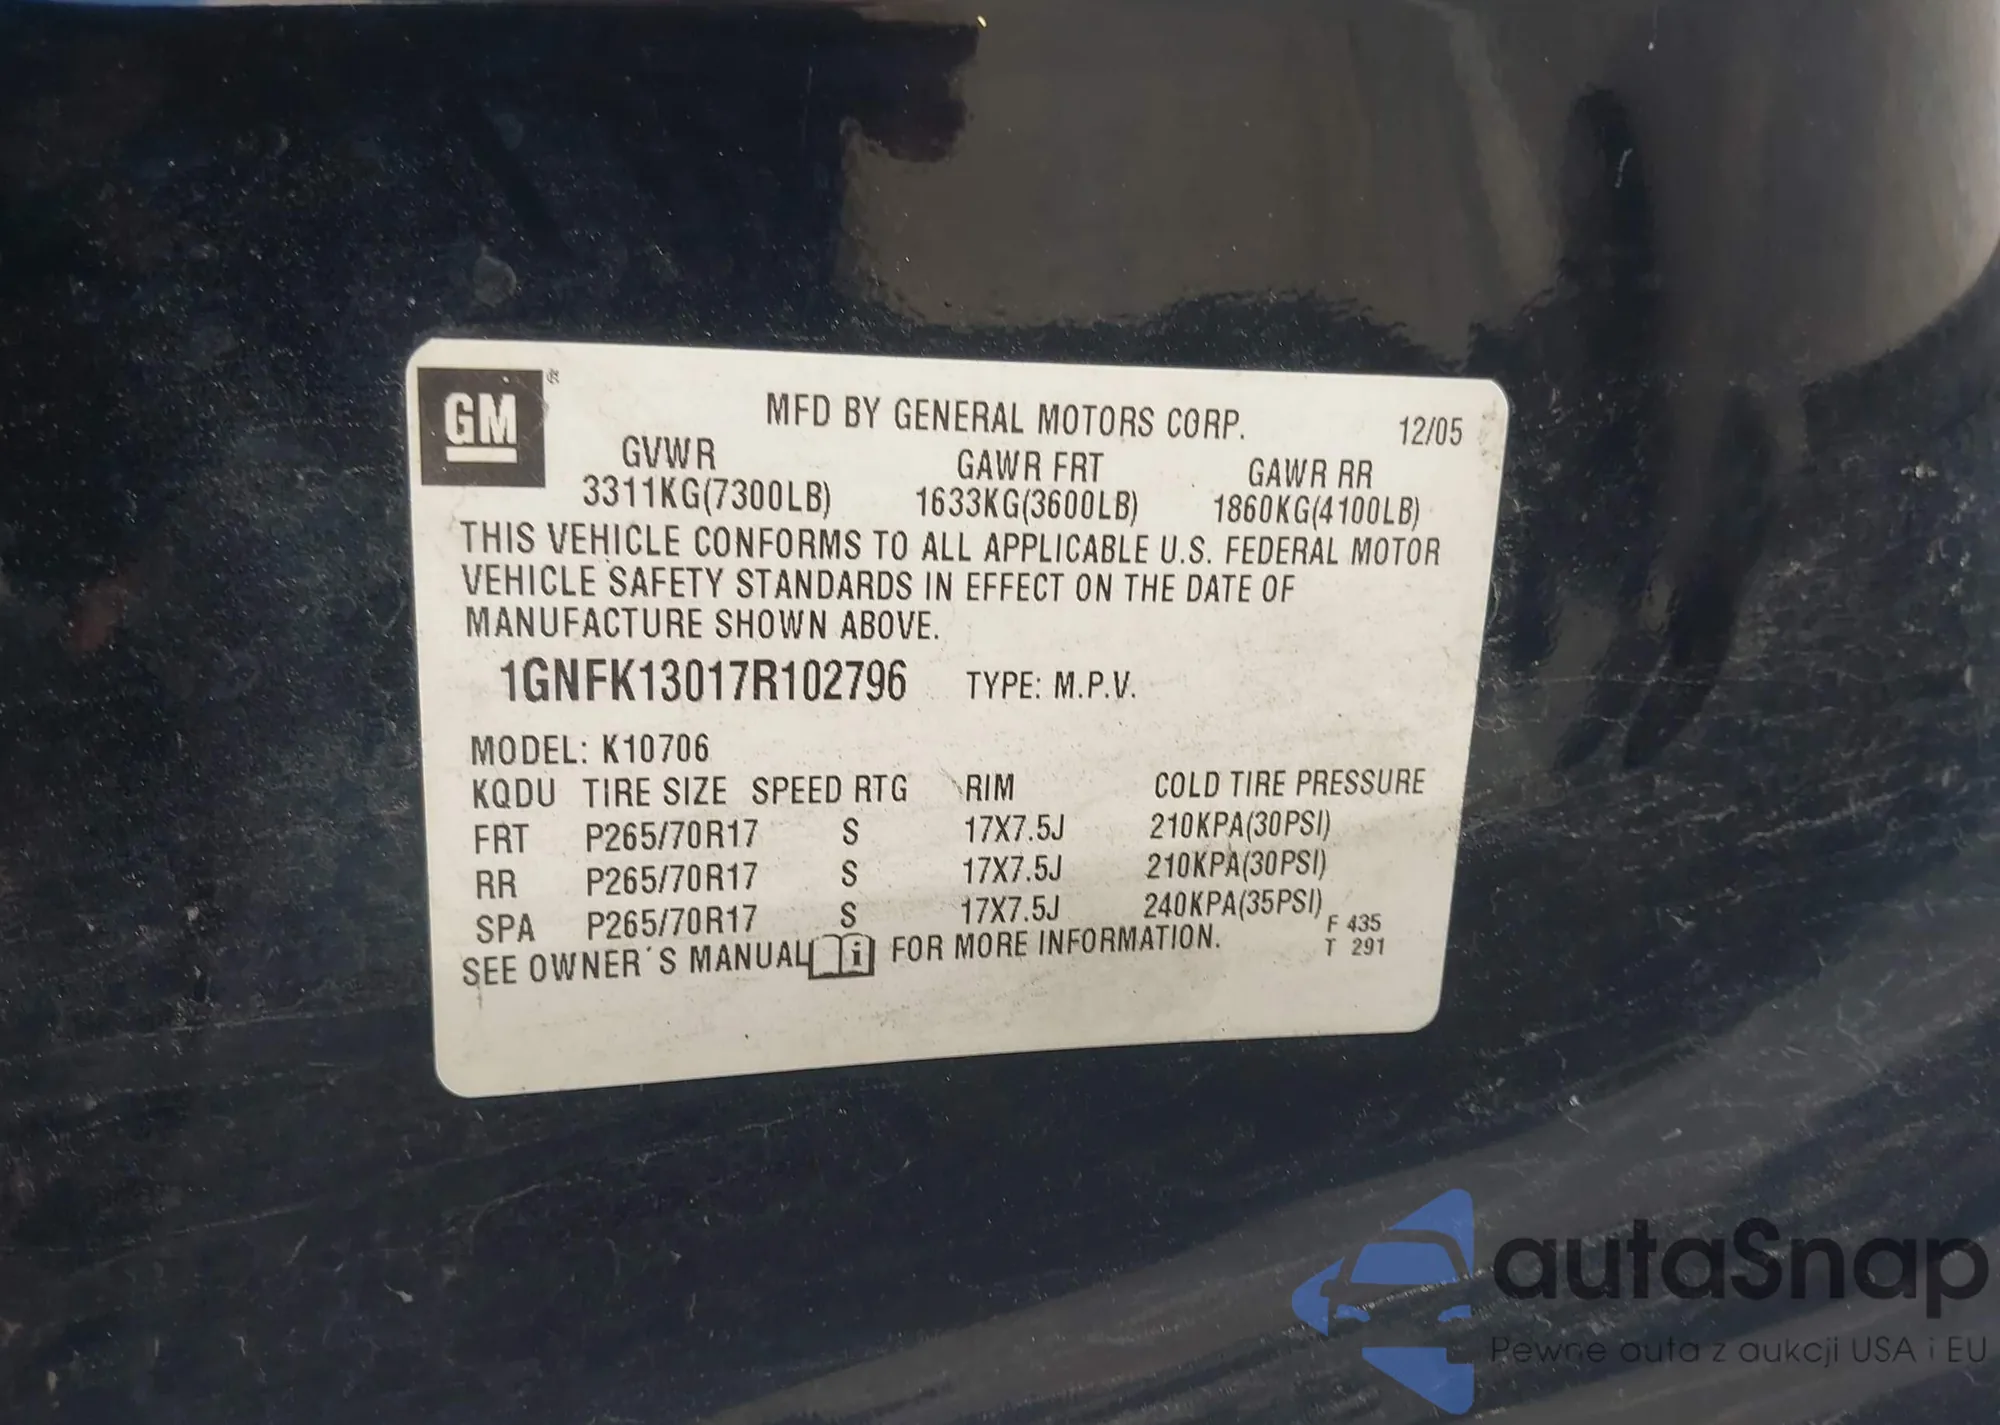 GM ®
MFD BY GENERAL MOTORS CORP. 12/05
GVWR GAWR FRT GAWR RR
3311KG(7300LB) 1633KG(3600LB) 1860KG(4100LB)
THIS VEHICLE CONFORMS TO ALL APPLICABLE U.S. FEDERAL MOTOR
VEHICLE SAFETY STANDARDS IN EFFECT ON THE DATE OF
MANUFACTURE SHOWN ABOVE.
1GNFK13017R102796 TYPE: M.P.V.
MODEL: K10706
KQDU TIRE SIZE SPEED RTG RIM COLD TIRE PRESSURE
FRT P265/70R17 S 17X7.5J 210KPA(30PSI)
RR P265/70R17 S 17X7.5J 210KPA(30PSI)
SPA P265/70R17 S 17X7.5J 240KPA(35PSI)
F 435
T 291
SEE OWNER´S MANUAL i FOR MORE INFORMATION.
autaSnap
Pewne auta z aukcji USA i EU